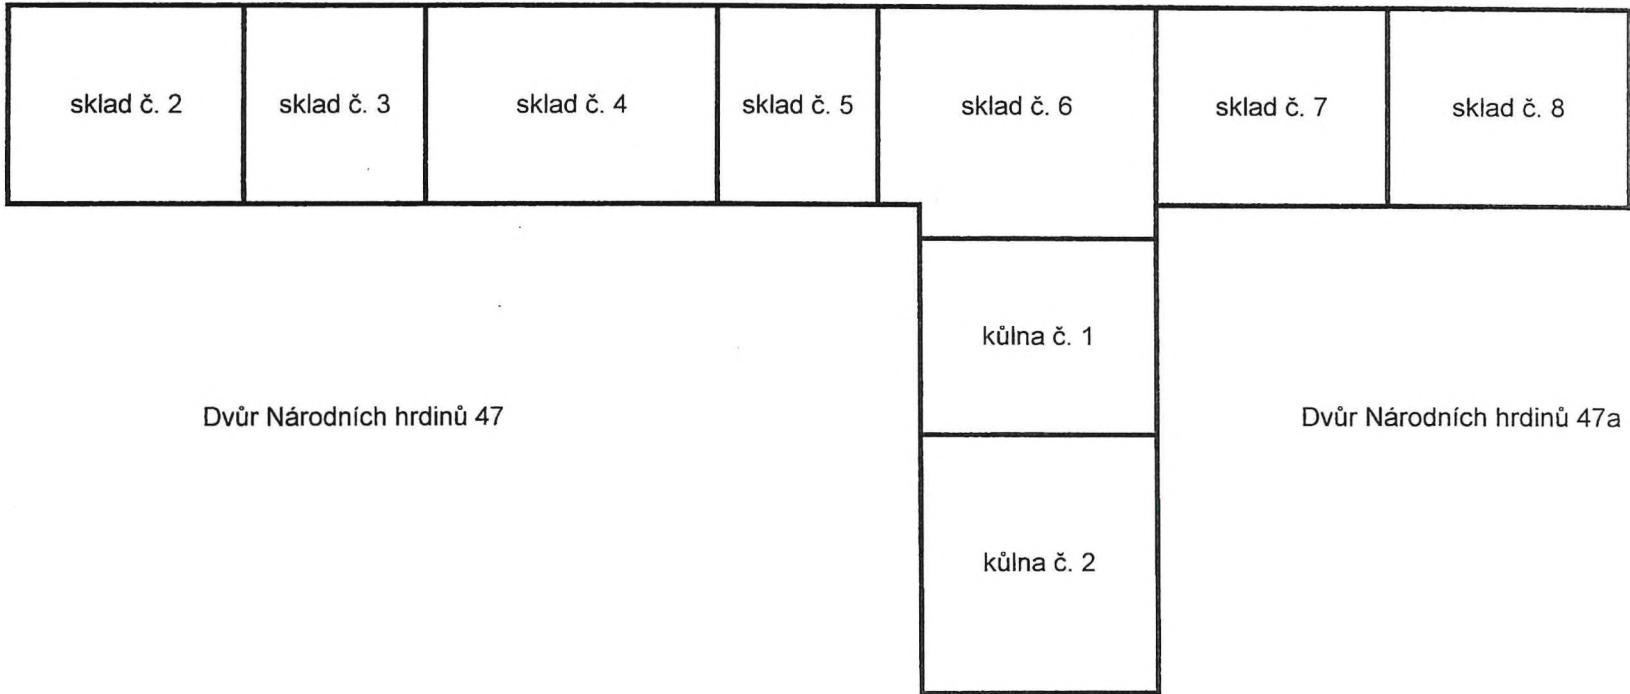 sklad č. 2
sklad č. 3
sklad č. 4
sklad č. 5
sklad č. 6
sklad č. 7
sklad č. 8
kůlna č. 1
Dvůr Národních hrdinů 47
Dvůr Národních hrdinů 47a
kůlna č. 2